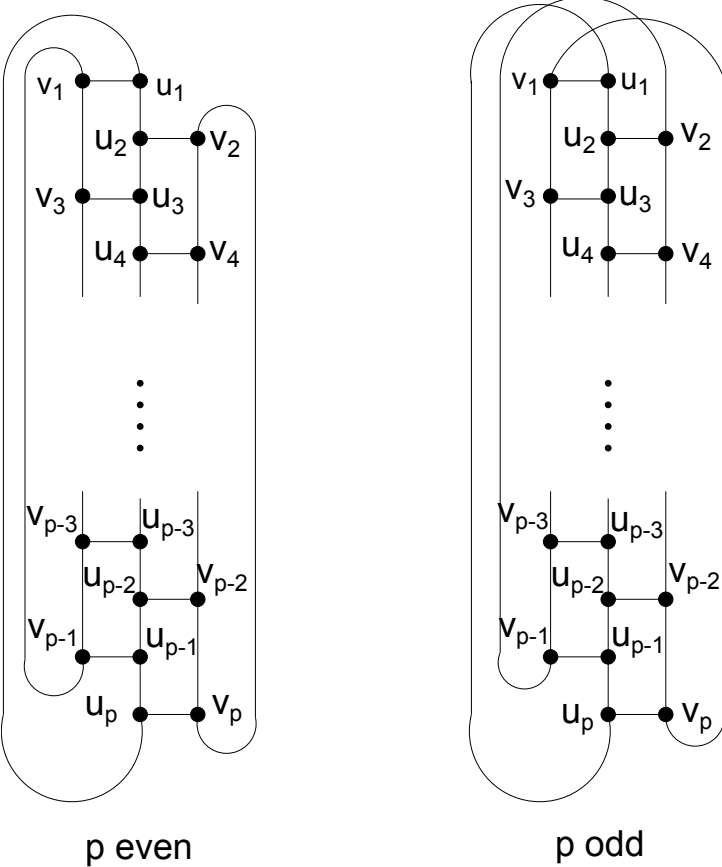 v₁ u₁ v₁ u₁
u₂ v₂ u₂ v₂
v₃ u₃ v₃ u₃
u₄ v₄ u₄ v₄
vₚ₋₃ uₚ₋₃ vₚ₋₃ uₚ₋₃
uₚ₋₂ vₚ₋₂ uₚ₋₂ vₚ₋₂
vₚ₋₁ uₚ₋₁ vₚ₋₁ uₚ₋₁
uₚ vₚ uₚ vₚ
p even p odd